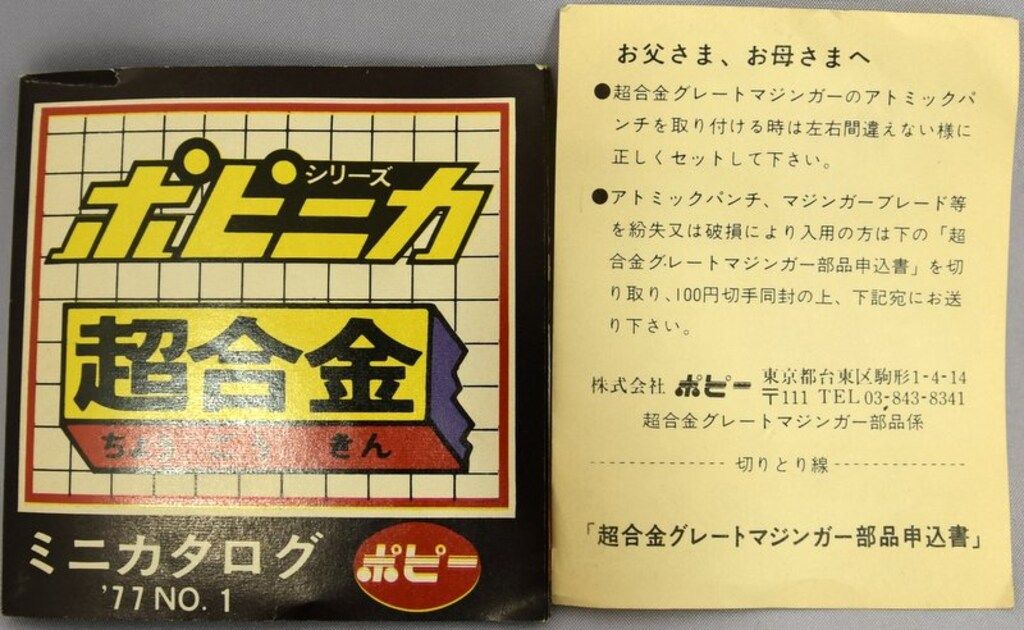 ポピニカ
シリーズ
超合金
ちょう ごう きん
ミニカタログ
'77 NO. 1
ポピー
お父さま、お母さまへ
●超合金グレートマジンガーのアトミックパ
ンチを取り付ける時は左右間違えない様に
正しくセットして下さい。
●アトミックパンチ、マジンガーブレード等
を紛失又は破損により入用の方は下の「超
合金グレートマジンガー部品申込書」を切
り取り、100円切手同封の上、下記宛にお送
り下さい。
株式会社 ポピー 東京都台東区駒形1-4-14
〒111 TEL 03-843-8341
超合金グレートマジンガー部品係
切りとり線
「超合金グレートマジンガー部品申込書」